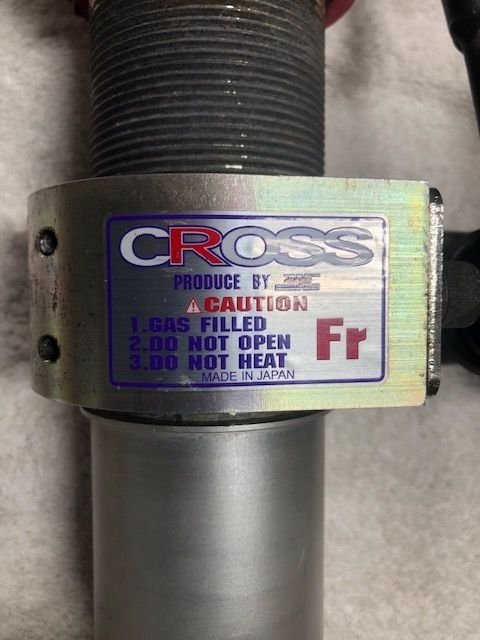 CROSS
PRODUCE BY
CAUTION
1.GAS FILLED
2.DO NOT OPEN
3.DO NOT HEAT
Fr
MADE IN JAPAN